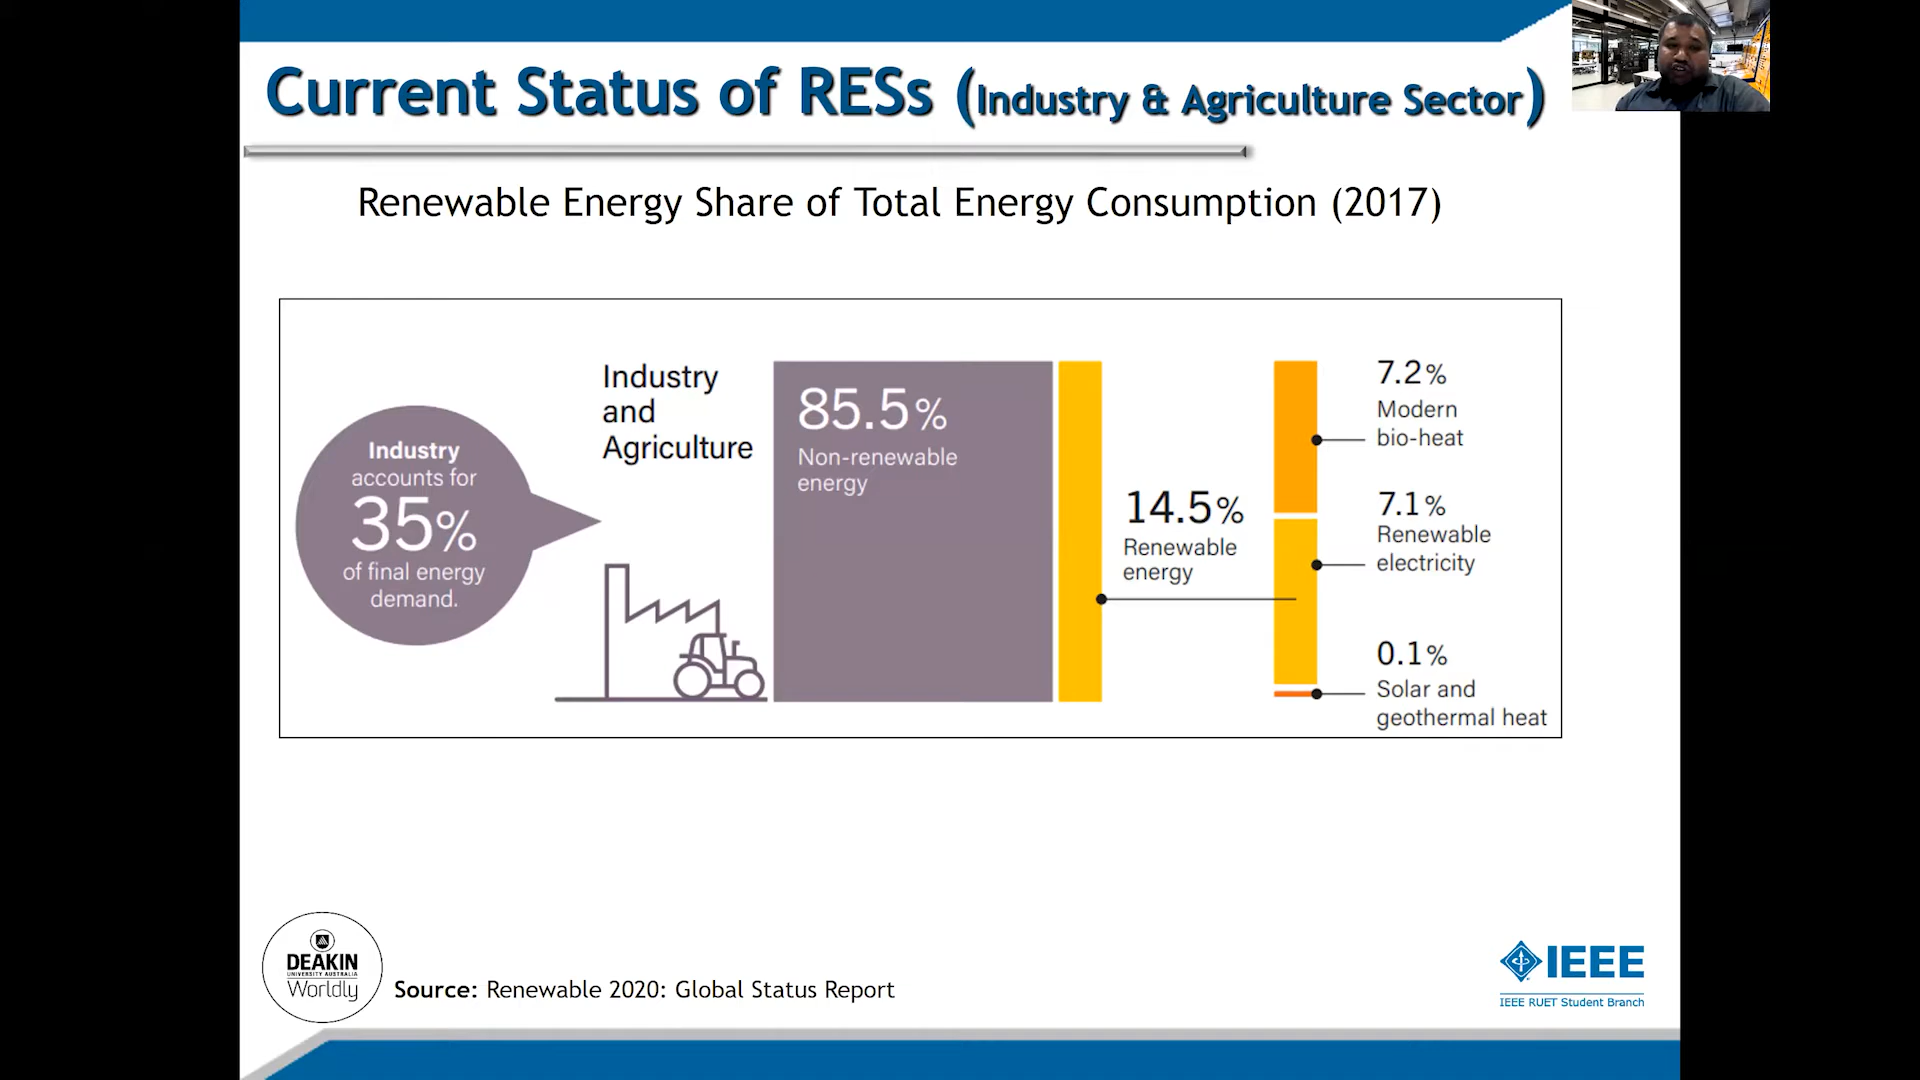 Current Status of RESs (Industry & Agriculture Sector)
Renewable Energy Share of Total Energy Consumption (2017)
Industry
accounts for
35%
of final energy
demand.
Industry
and
Agriculture
85.5%
Non-renewable
energy
14.5%
Renewable
energy
7.2%
Modern
bio-heat
7.1%
Renewable
electricity
0.1%
Solar and
geothermal heat
DEAKIN
UNIVERSITY AUSTRALIA
Worldly
Source: Renewable 2020: Global Status Report
IEEE
IEEE RUET Student Branch